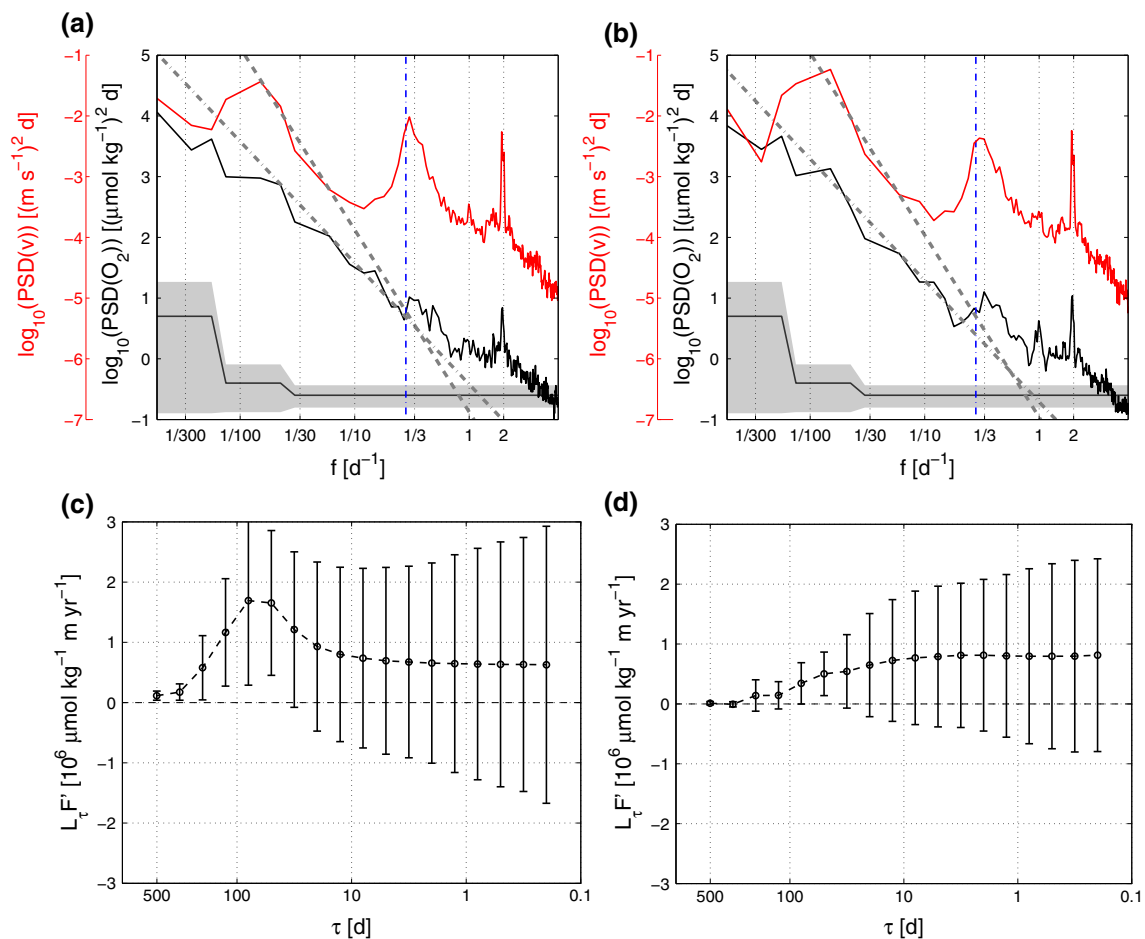 (a)
(b)
−1
−2
−3
−4
−5
−6
−7
log10(PSD(v)) [(m s−1)2 d]
5
4
3
2
1
0
−1
log10(PSD(O2)) [(μmol kg−1)2 d]
1/300 1/100 1/30 1/10 1/3 1 2
f [d−1]
−1
−2
−3
−4
−5
−6
−7
log10(PSD(v)) [(m s−1)2 d]
5
4
3
2
1
0
−1
log10(PSD(O2)) [(μmol kg−1)2 d]
1/300 1/100 1/30 1/10 1/3 1 2
f [d−1]
(c)
(d)
3
2
1
0
−1
−2
−3
LτF' [106 μmol kg−1 m yr−1]
500 100 10 1 0.1
τ [d]
3
2
1
0
−1
−2
−3
LτF' [106 μmol kg−1 m yr−1]
500 100 10 1 0.1
τ [d]